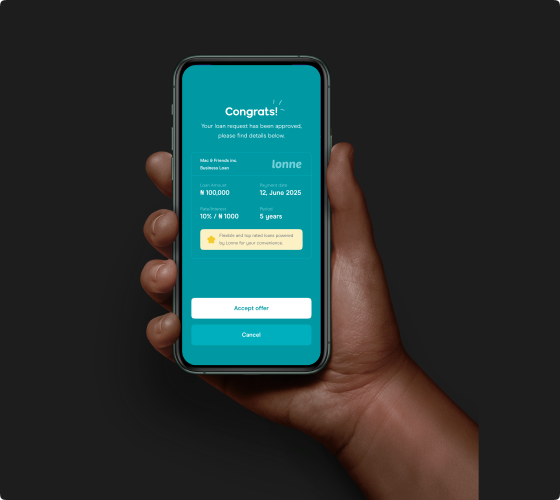 Congrats!
Your loan request has been approved,
please find details below.
Mac & Friends Inc.
Business Loan
lonne
Loan Amount
Payment date
₦ 100,000
12, June 2025
Rate/Interest
Period
10% / ₦ 1000
5 years
Flexible and top rated loans powered
by Lonne for your convenience.
Accept offer
Cancel